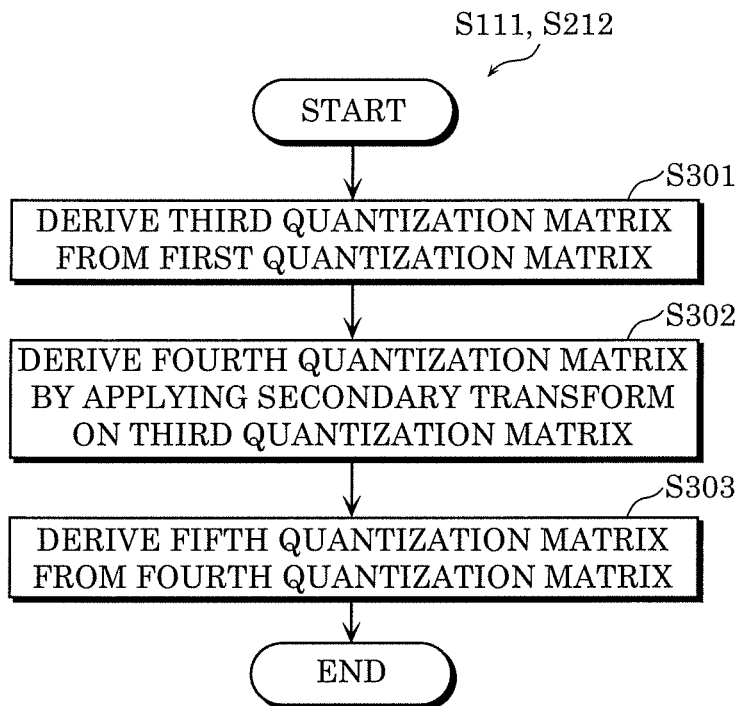 S111, S212
START
S301
DERIVE THIRD QUANTIZATION MATRIX
FROM FIRST QUANTIZATION MATRIX
S302
DERIVE FOURTH QUANTIZATION MATRIX
BY APPLYING SECONDARY TRANSFORM
ON THIRD QUANTIZATION MATRIX
S303
DERIVE FIFTH QUANTIZATION MATRIX
FROM FOURTH QUANTIZATION MATRIX
END